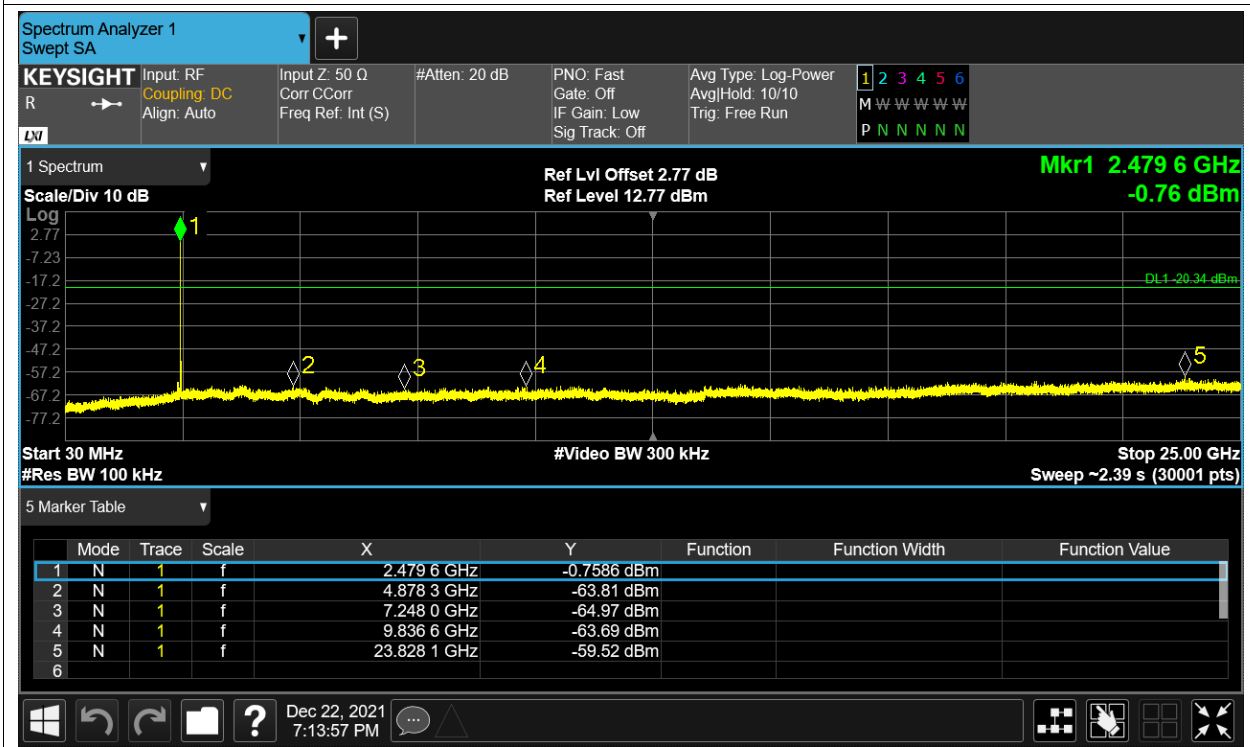 Spectrum Analyzer 1
Swept SA
KEYSIGHT Input: RF Input Z: 50 Ω #Atten: 20 dB PNO: Fast Avg Type: Log-Power 1 2 3 4 5 6
R Coupling: DC Corr CCorr Gate: Off Avg|Hold: 10/10 M W W W W W W
Align: Auto Freq Ref: Int (S) IF Gain: Low Trig: Free Run
LXI Sig Track: Off P N N N N N N
1 Spectrum Ref Lvl Offset 2.77 dB Mkr1 2.479 6 GHz
Scale/Div 10 dB Ref Level 12.77 dBm -0.76 dBm
Log
1
2.77
-7.23
-17.2 DL1 -20.34 dBm
-27.2
-37.2
-47.2
-57.2 2 3 4 5
-67.2
-77.2
Start 30 MHz #Video BW 300 kHz Stop 25.00 GHz
#Res BW 100 kHz Sweep ~2.39 s (30001 pts)
5 Marker Table
Mode Trace Scale X Y Function Function Width Function Value
1 N 1 f 2.479 6 GHz -0.7586 dBm
2 N 1 f 4.878 3 GHz -63.81 dBm
3 N 1 f 7.248 0 GHz -64.97 dBm
4 N 1 f 9.836 6 GHz -63.69 dBm
5 N 1 f 23.828 1 GHz -59.52 dBm
6
? Dec 22, 2021
7:13:57 PM